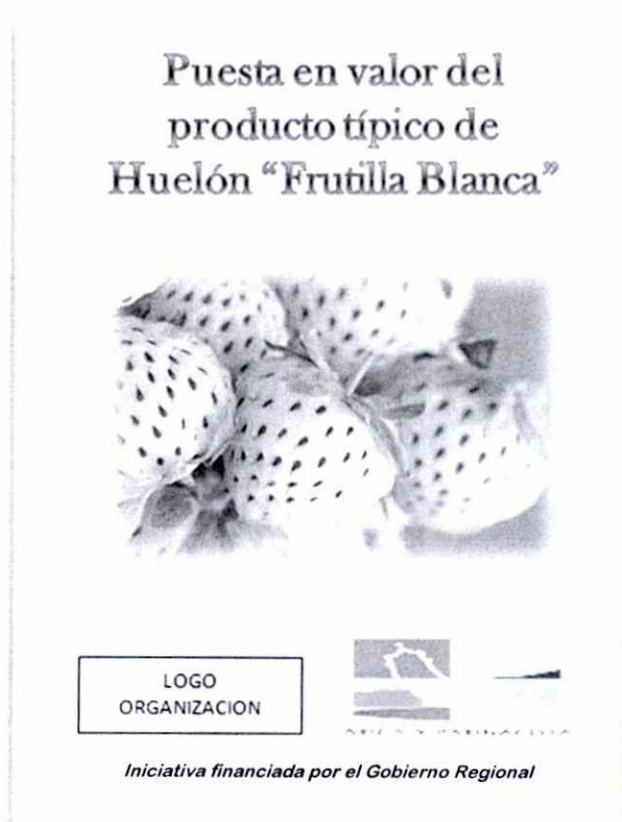 Puesta en valor del
producto típico de
Huelón “Frutilla Blanca”
LOGO
ORGANIZACION
Iniciativa financiada por el Gobierno Regional